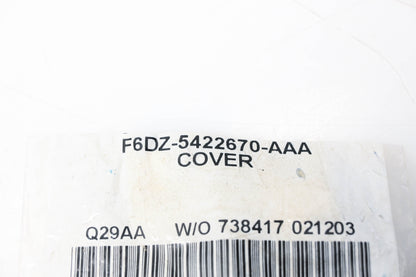 F6DZ-5422670-AAA
COVER
Q29AA W/O 738417 021203